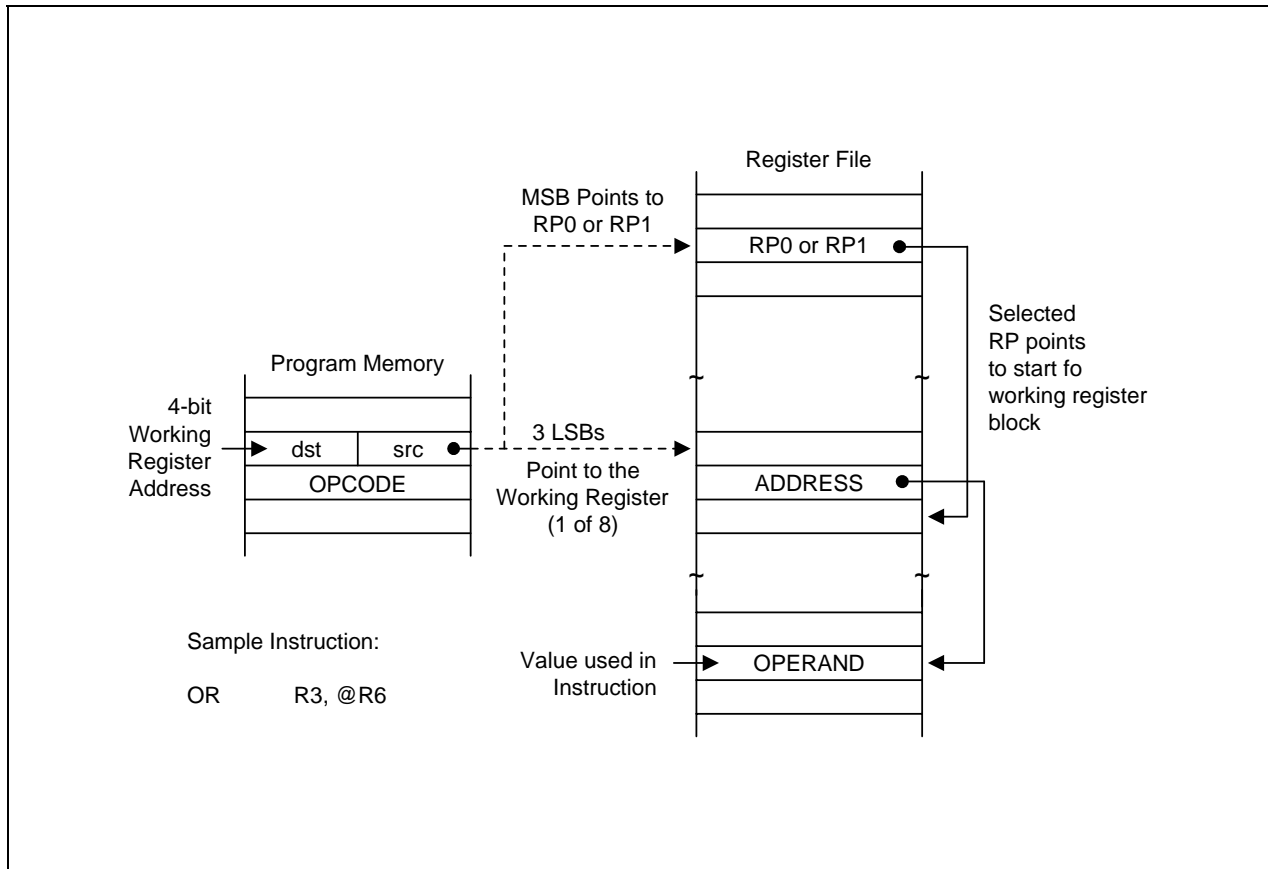 Register File
MSB Points to
RP0 or RP1
RP0 or RP1
Selected
RP points
to start fo
working register
block
Program Memory
4-bit
Working
Register
Address
dst
src
OPCODE
3 LSBs
Point to the
Working Register
(1 of 8)
ADDRESS
~
~
~
~
Sample Instruction:
OR R3, @R6
Value used in
Instruction
OPERAND